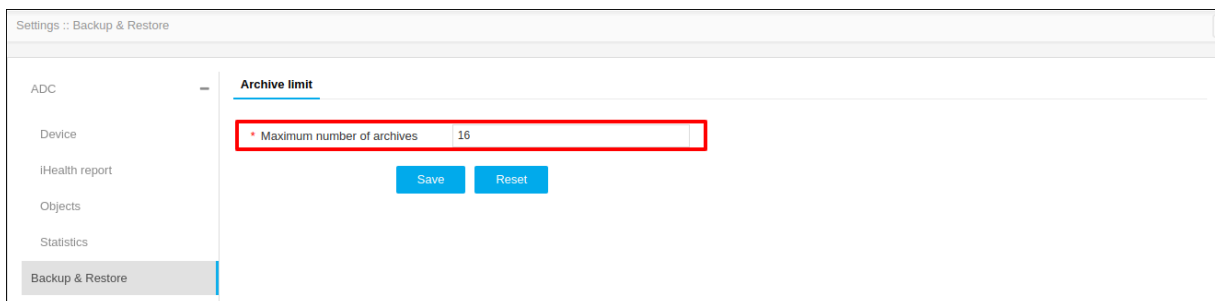 Settings :: Backup & Restore
ADC
Archive limit
Device
* Maximum number of archives 16
iHealth report
Save Reset
Objects
Statistics
Backup & Restore